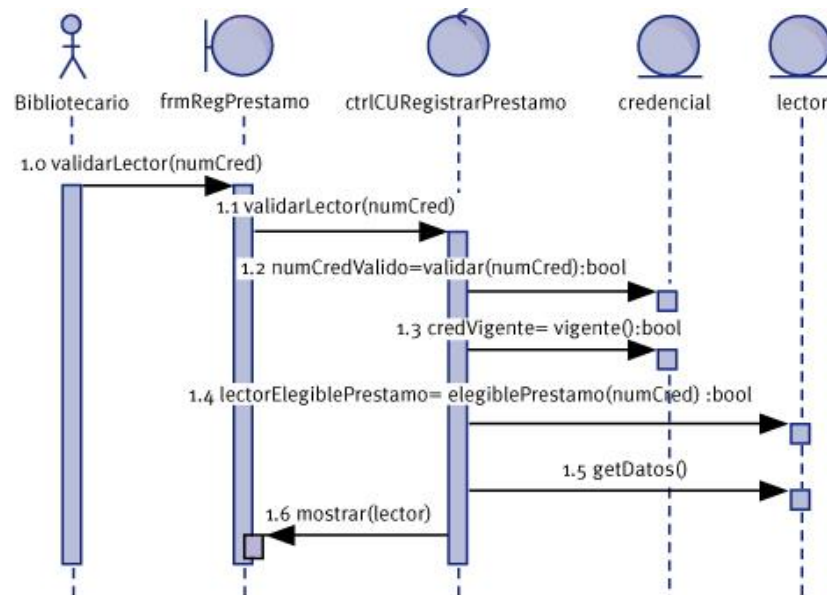 Bibliotecario
frmRegPrestamo
ctrlCURegistrarPrestamo
credencial
lector
1.0 validarLector(numCred)
1.1 validarLector(numCred)
1.2 numCredValido=validar(numCred):bool
1.3 credVigente= vigente():bool
1.4 lectorElegiblePrestamo= elegiblePrestamo(numCred) :bool
1.5 getDatos()
1.6 mostrar(lector)